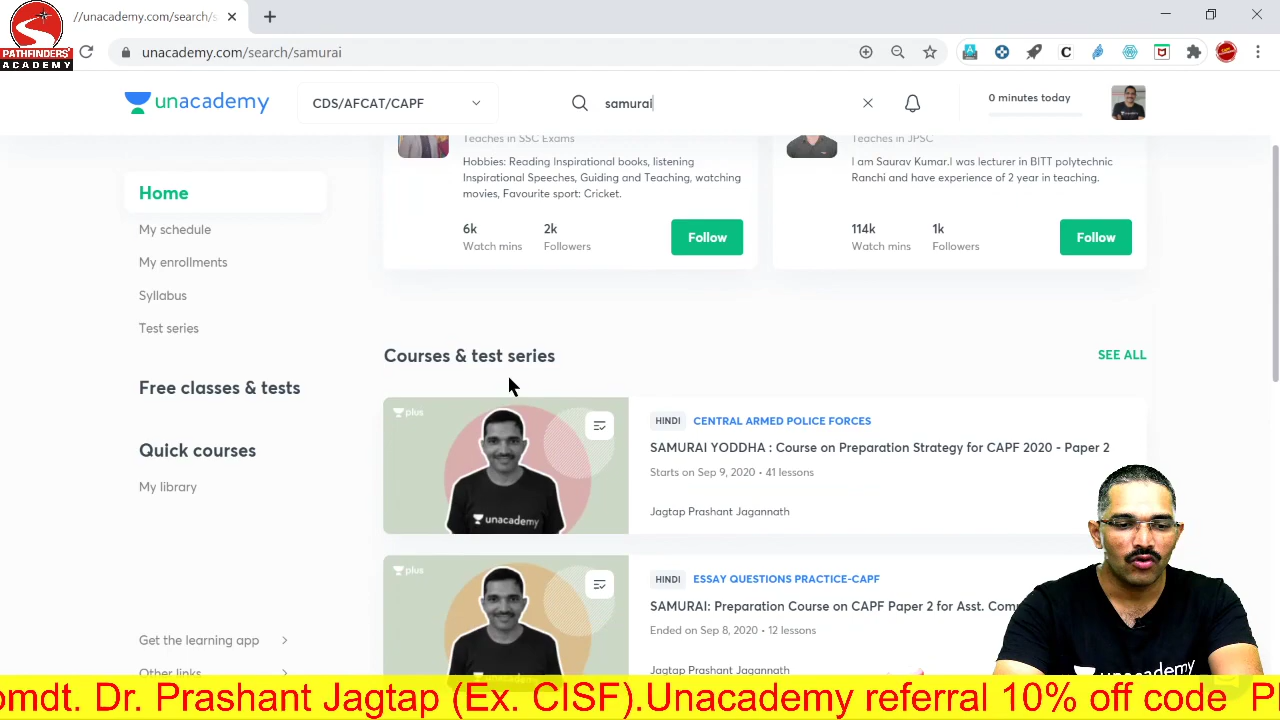 //unacademy.com/search/s
PATHFINDERS'
ACADEMY
unacademy.com/search/samurai
unacademy
CDS/AFCAT/CAPF
samurai
0 minutes today
Home
My schedule
My enrollments
Syllabus
Test series
Free classes & tests
Quick courses
My library
Get the learning app
Other links
Teaches in SSC Exams
Hobbies: Reading Inspirational books, listening
Inspirational Speeches, Guiding and Teaching, watching
movies, Favourite sport: Cricket.
6k
Watch mins
2k
Followers
Follow
Teaches in JPSC
I am Saurav Kumar.I was lecturer in BITT polytechnic
Ranchi and have experience of 2 year in teaching.
114k
Watch mins
1k
Followers
Follow
Courses & test series
SEE ALL
plus
unacademy
HINDI CENTRAL ARMED POLICE FORCES
SAMURAI YODDHA : Course on Preparation Strategy for CAPF 2020 - Paper 2
Starts on Sep 9, 2020 • 41 lessons
Jagtap Prashant Jagannath
plus
HINDI ESSAY QUESTIONS PRACTICE-CAPF
SAMURAI: Preparation Course on CAPF Paper 2 for Asst.
Ended on Sep 8, 2020 • 12 lessons
Jagtap Prashant Jagannath
unacademy
omdt. Dr. Prashant Jagtap (Ex. CISF).Unacademy referral 10% off code